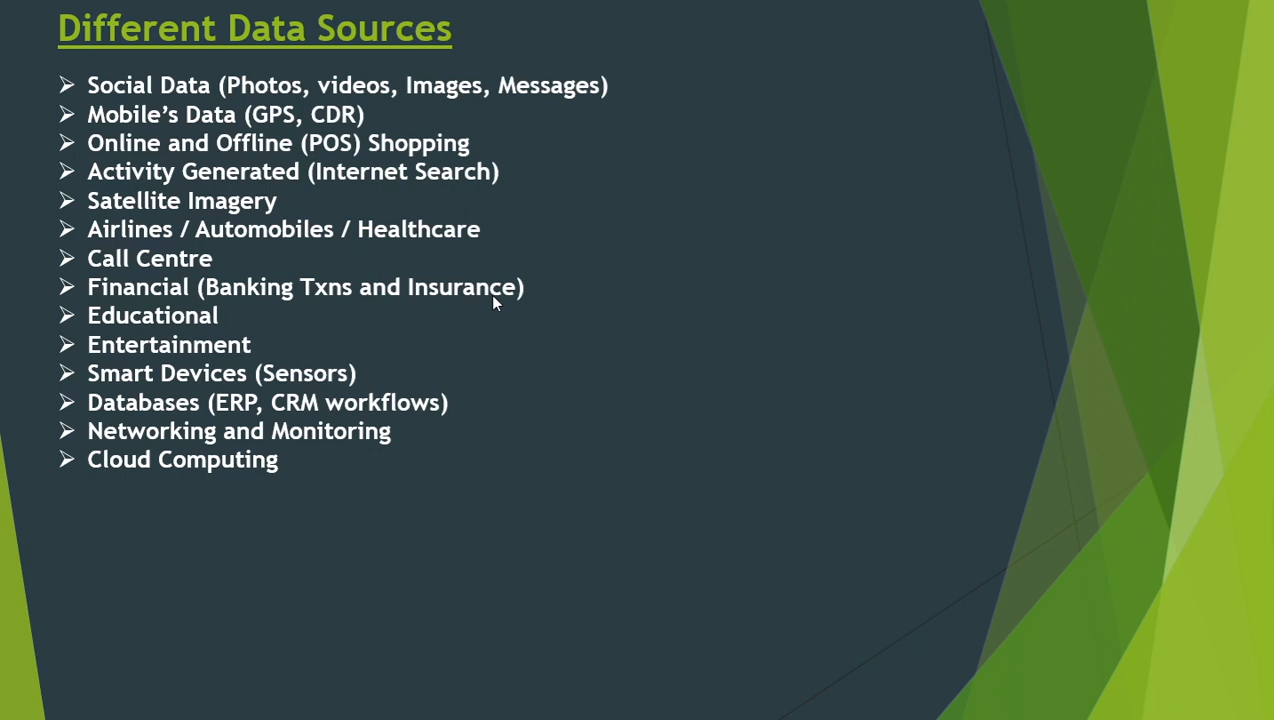 Different Data Sources
➢ Social Data (Photos, videos, Images, Messages)
➢ Mobile’s Data (GPS, CDR)
➢ Online and Offline (POS) Shopping
➢ Activity Generated (Internet Search)
➢ Satellite Imagery
➢ Airlines / Automobiles / Healthcare
➢ Call Centre
➢ Financial (Banking Txns and Insurance)
➢ Educational
➢ Entertainment
➢ Smart Devices (Sensors)
➢ Databases (ERP, CRM workflows)
➢ Networking and Monitoring
➢ Cloud Computing